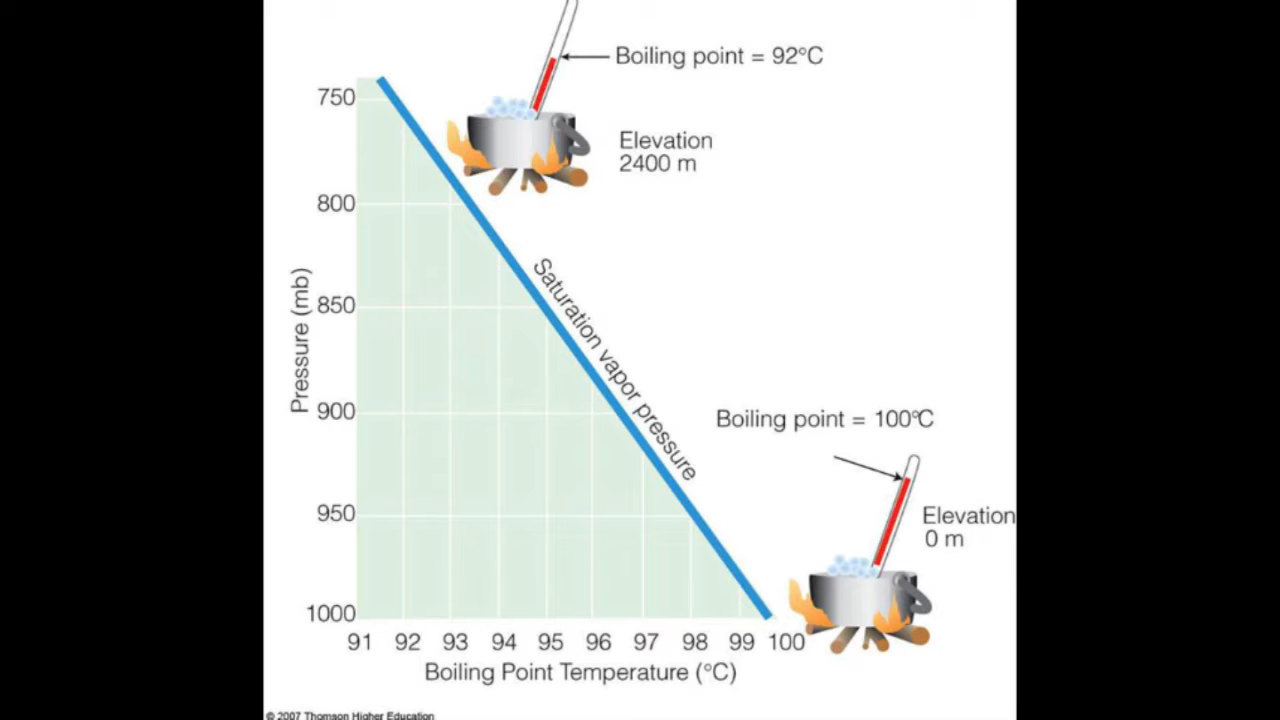 Boiling point = 92°C
Elevation
2400 m
750
800
850
900
950
1000
Pressure (mb)
Saturation vapor pressure
Boiling point = 100°C
Elevation
0 m
91 92 93 94 95 96 97 98 99 100
Boiling Point Temperature (°C)
© 2007 Thomson Higher Education